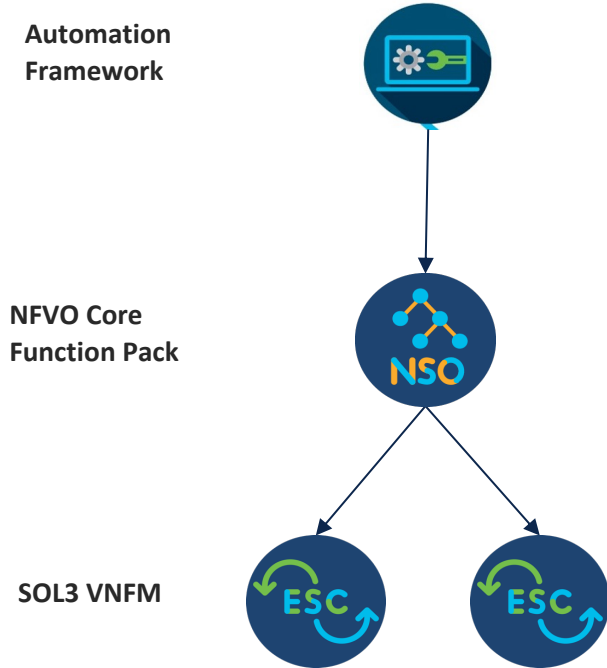 Automation
Framework
NFVO Core
Function Pack
NSO
SOL3 VNFM
ESC
ESC